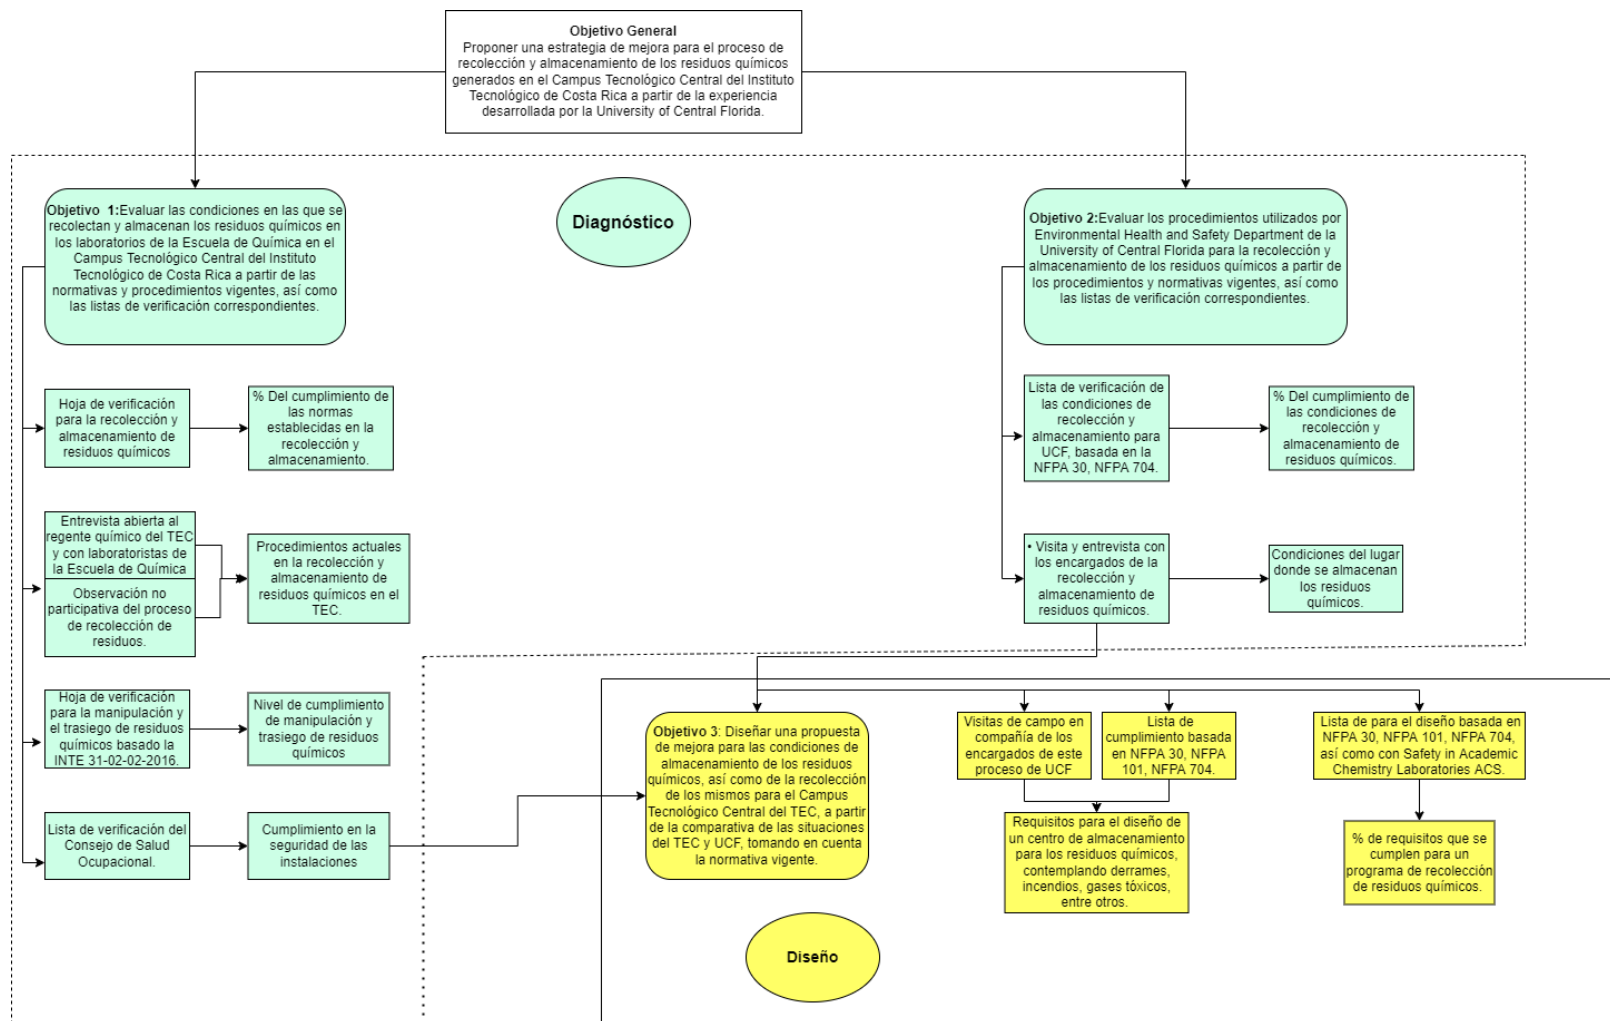 Objetivo General
Proponer una estrategia de mejora para el proceso de
recolección y almacenamiento de los residuos químicos
generados en el Campus Tecnológico Central del Instituto
Tecnológico de Costa Rica a partir de la experiencia
desarrollada por la University of Central Florida.
Diagnóstico
Objetivo 1:Evaluar las condiciones en las que se
recolectan y almacenan los residuos químicos en
los laboratorios de la Escuela de Química en el
Campus Tecnológico Central del Instituto
Tecnológico de Costa Rica a partir de las
normativas y procedimientos vigentes, así como
las listas de verificación correspondientes.
Objetivo 2:Evaluar los procedimientos utilizados por
Environmental Health and Safety Department de la
University of Central Florida para la recolección y
almacenamiento de los residuos químicos a partir de
los procedimientos y normativas vigentes, así como
las listas de verificación correspondientes.
Hoja de verificación
para la recolección y
almacenamiento de
residuos químicos
% Del cumplimiento de
las normas
establecidas en la
recolección y
almacenamiento.
Lista de verificación de
las condiciones de
recolección y
almacenamiento para
UCF, basada en la
NFPA 30, NFPA 704.
% Del cumplimiento de
las condiciones de
recolección y
almacenamiento de
residuos químicos.
Entrevista abierta al
regente químico del TEC
y con laboratoristas de
la Escuela de Química
Observación no
participativa del proceso
de recolección de
residuos.
Procedimientos actuales
en la recolección y
almacenamiento de
residuos químicos en el
TEC.
• Visita y entrevista con
los encargados de la
recolección y
almacenamiento de
residuos químicos.
Condiciones del lugar
donde se almacenan
los residuos
químicos.
Hoja de verificación
para la manipulación y
el trasiego de residuos
químicos basado la
INTE 31-02-02-2016.
Nivel de cumplimiento
de manipulación y
trasiego de residuos
químicos
Lista de verificación del
Consejo de Salud
Ocupacional.
Cumplimiento en la
seguridad de las
instalaciones
Objetivo 3: Diseñar una propuesta
de mejora para las condiciones de
almacenamiento de los residuos
químicos, así como de la recolección
de los mismos para el Campus
Tecnológico Central del TEC, a partir
de la comparativa de las situaciones
del TEC y UCF, tomando en cuenta
la normativa vigente.
Visitas de campo en
compañía de los
encargados de este
proceso de UCF
Lista de
cumplimiento basada
en NFPA 30, NFPA
101, NFPA 704.
Lista de para el diseño basada en
NFPA 30, NFPA 101, NFPA 704,
así como con Safety in Academic
Chemistry Laboratories ACS.
Requisitos para el diseño de
un centro de almacenamiento
para los residuos químicos,
contemplando derrames,
incendios, gases tóxicos,
entre otros.
% de requisitos que se
cumplen para un
programa de recolección
de residuos químicos.
Diseño